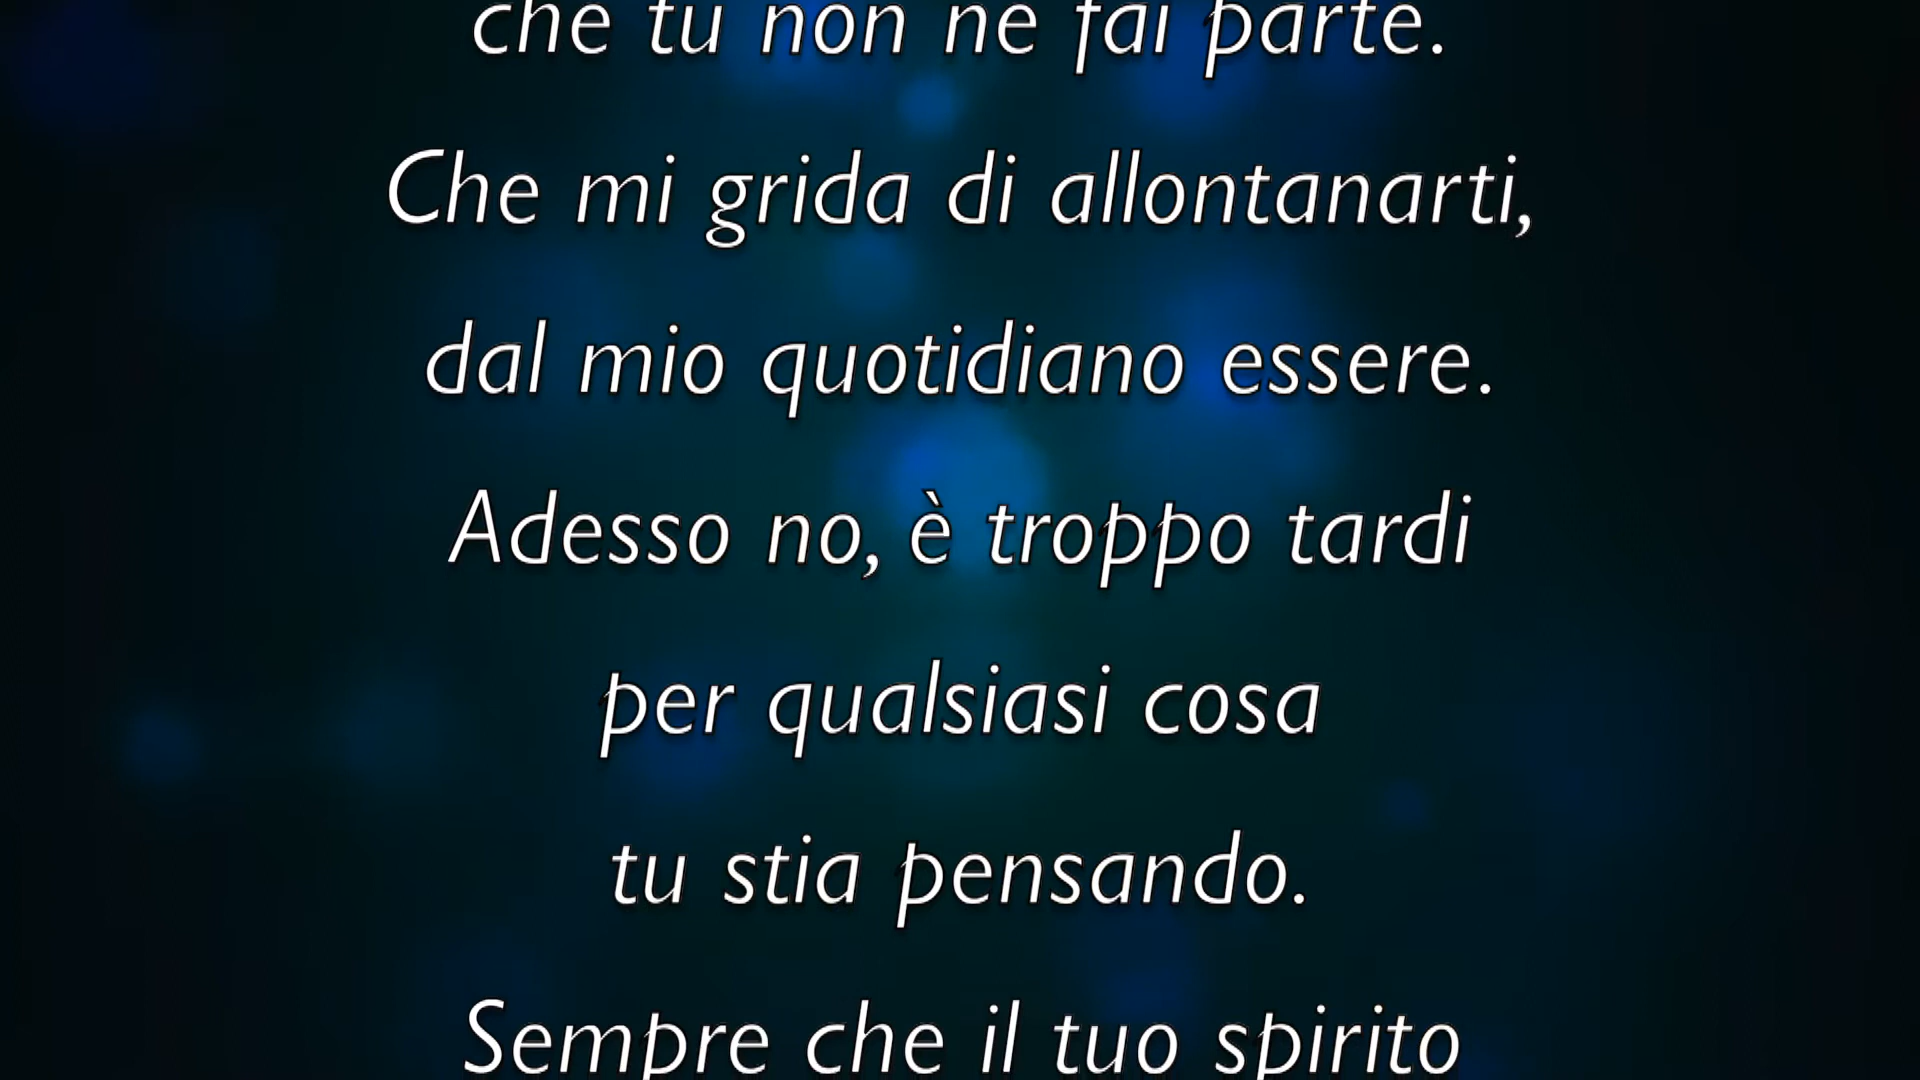 che tu non ne fai parte.
Che mi grida di allontanarti,
dal mio quotidiano essere.
Adesso no, è troppo tardi
per qualsiasi cosa
tu stia pensando.
Sempre che il tuo spirito